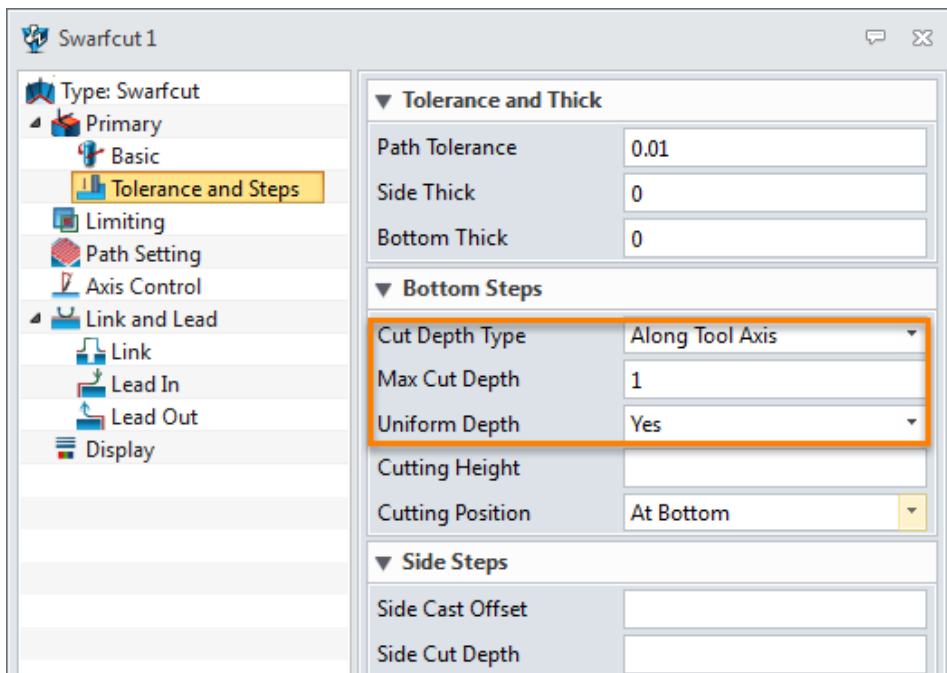 Swarfcut 1
Type: Swarfcut
Primary
Basic
Tolerance and Steps
Limiting
Path Setting
Axis Control
Link and Lead
Link
Lead In
Lead Out
Display
Tolerance and Thick
Path Tolerance 0.01
Side Thick 0
Bottom Thick 0
Bottom Steps
Cut Depth Type Along Tool Axis
Max Cut Depth 1
Uniform Depth Yes
Cutting Height
Cutting Position At Bottom
Side Steps
Side Cast Offset
Side Cut Depth